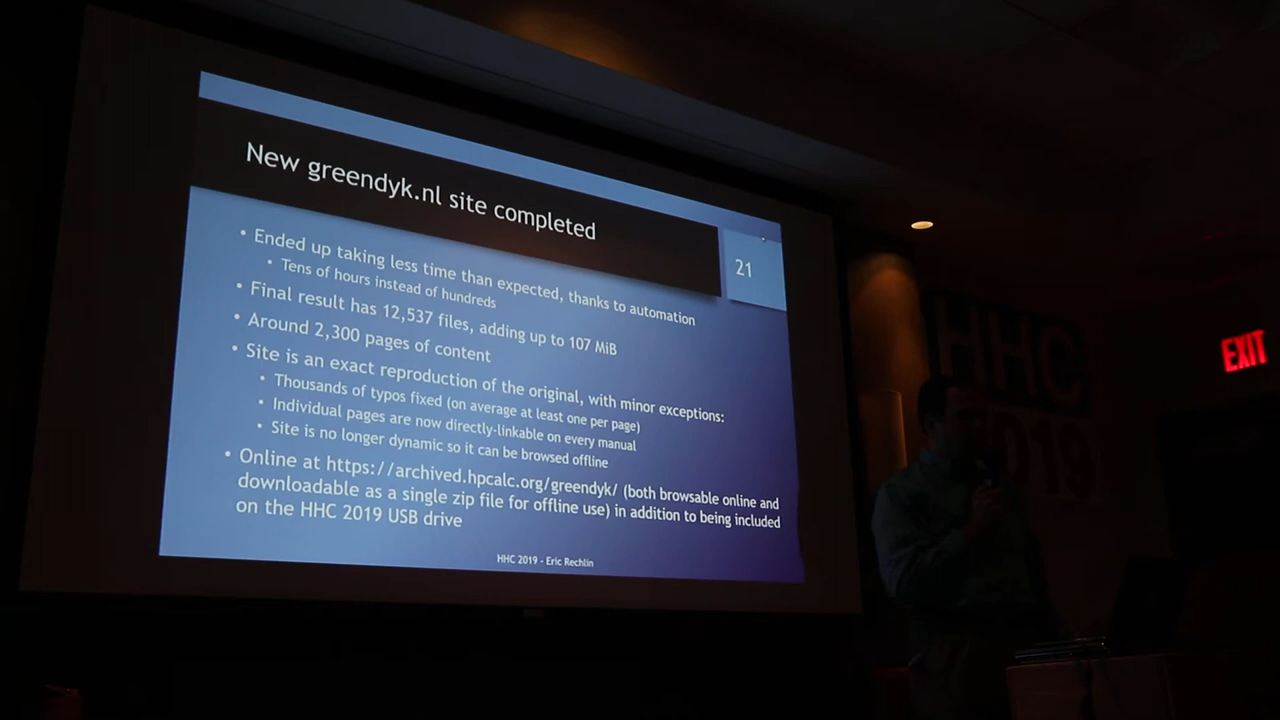 New greendyk.nl site completed
21
• Ended up taking less time than expected, thanks to automation
• Tens of hours instead of hundreds
• Final result has 12,537 files, adding up to 107 MiB
• Around 2,300 pages of content
• Site is an exact reproduction of the original, with minor exceptions:
• Thousands of typos fixed (on average at least one per page)
• Individual pages are now directly-linkable on every manual
• Site is no longer dynamic so it can be browsed offline
• Online at https://archived.hpcalc.org/greendyk/ (both browsable online and
downloadable as a single zip file for offline use) in addition to being included
on the HHC 2019 USB drive
HHC 2019 - Eric Rechlin
HHC
2019
EXIT